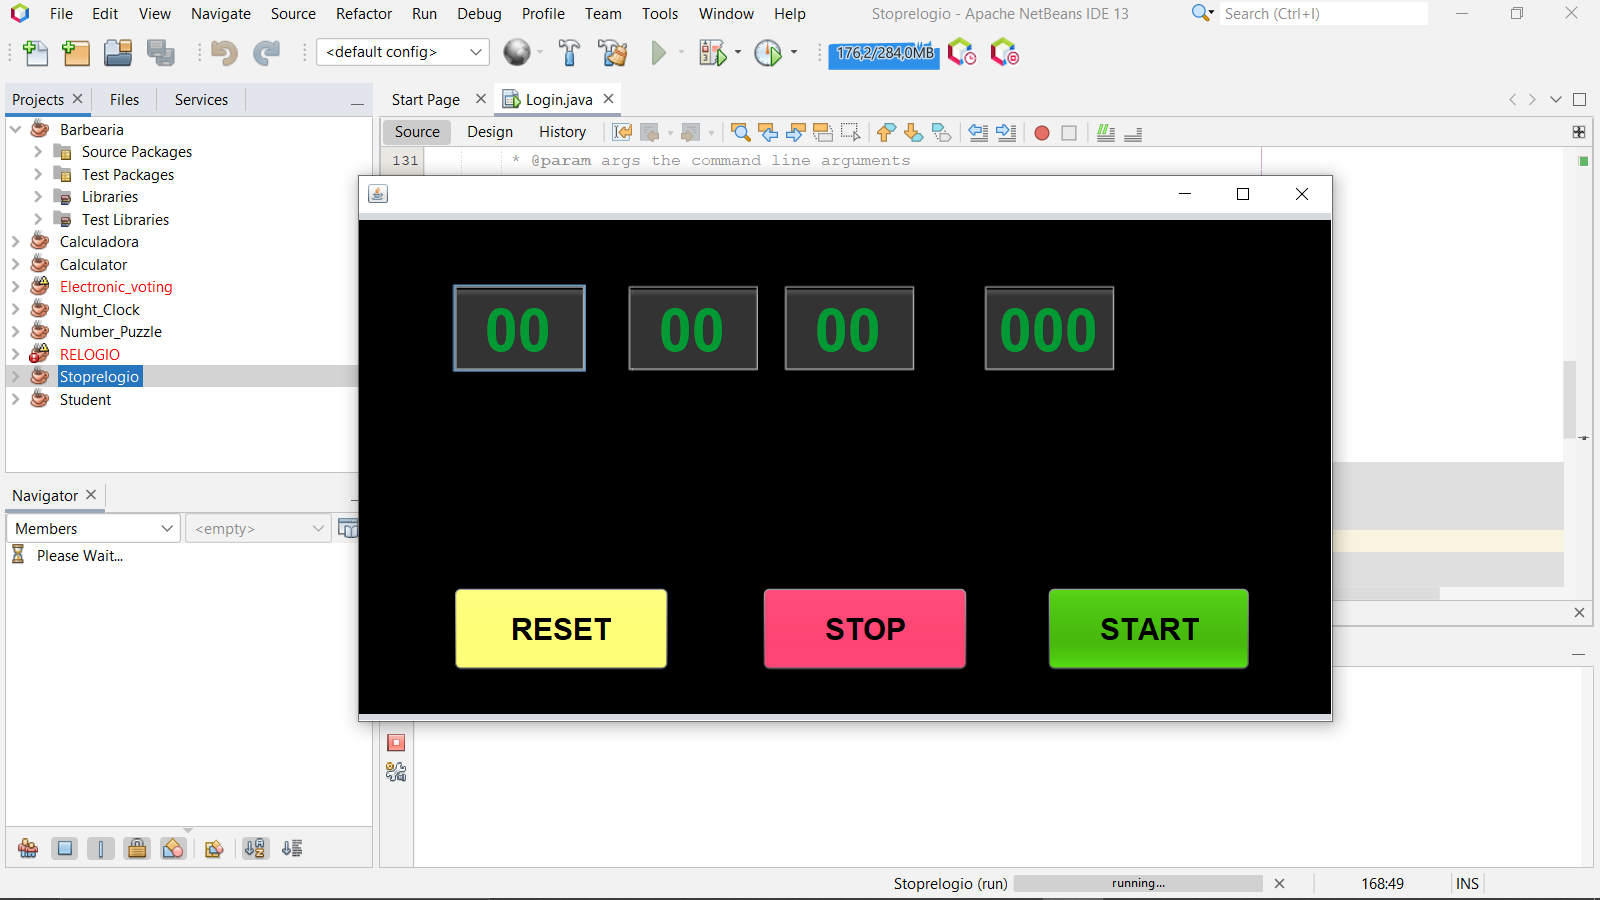 File Edit View Navigate Source Refactor Run Debug Profile Team Tools Window Help Stoprelogio - Apache NetBeans IDE 13 Search (Ctrl+I)
<default config> 176,2/284,0MB
Projects Files Services Start Page Login.java
Source Design History
131 * @param args the command line arguments
Barbearia
Source Packages
Test Packages
Libraries
Test Libraries
Calculadora
Calculator
Electronic_voting
NIght_Clock
Number_Puzzle
RELOGIO
Stoprelogio
Student
00 00 00 000
RESET STOP START
Navigator
Members <empty>
Please Wait...
Stoprelogio (run) running... 168:49 INS